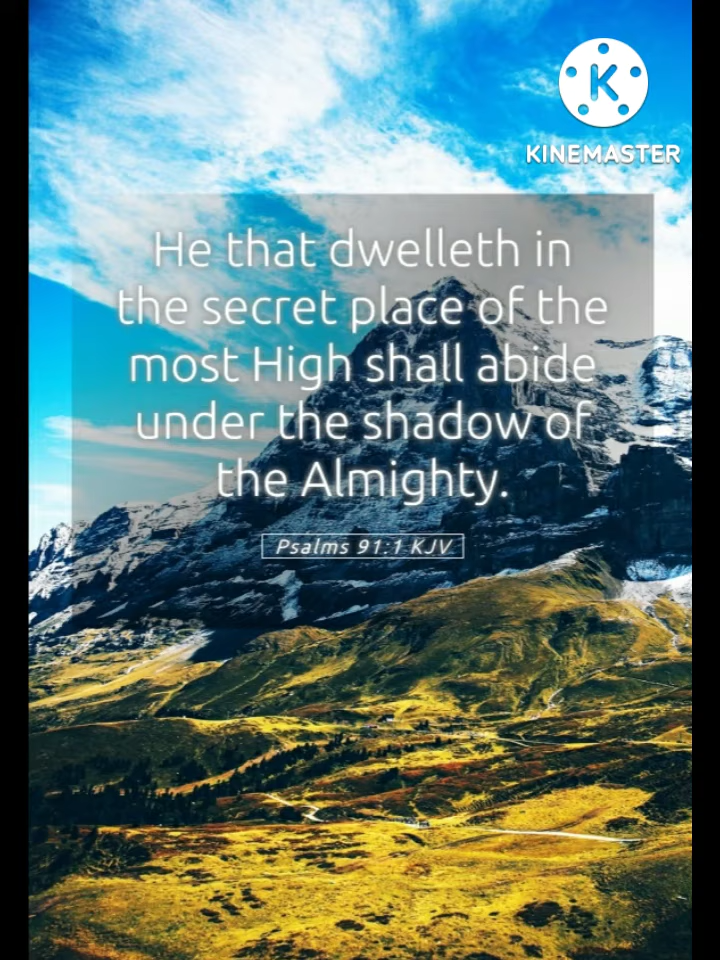 KINEMASTER
He that dwelleth in
the secret place of the
most High shall abide
under the shadow of
the Almighty.
Psalms 91:1 KJV